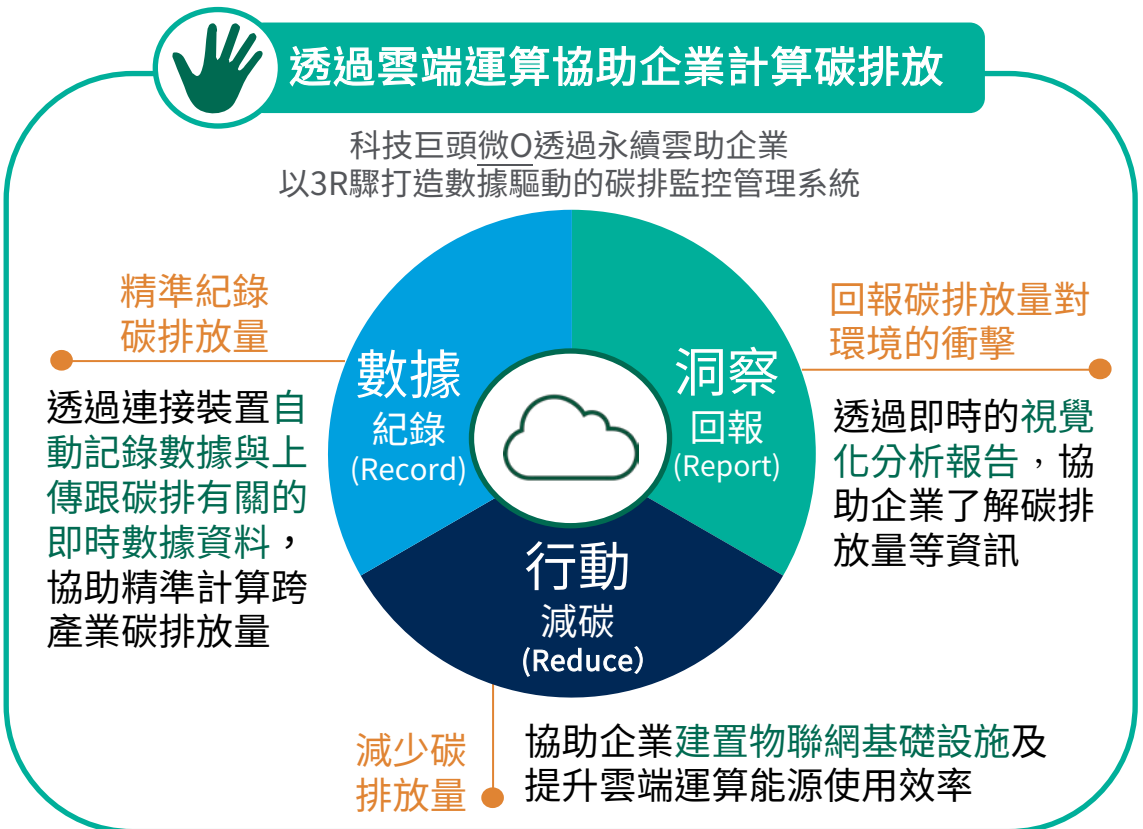 透過雲端運算協助企業計算碳排放
科技巨頭微O透過永續雲助企業
以3R驟打造數據驅動的碳排監控管理系統
精準紀錄
碳排放量
透過連接裝置自
動記錄數據與上
傳跟碳排有關的
即時數據資料，
協助精準計算跨
產業碳排放量
數據
紀錄
(Record)
洞察
回報
(Report)
回報碳排放量對
環境的衝擊
透過即時的視覺
化分析報告，協
助企業了解碳排
放量等資訊
行動
減碳
(Reduce）
減少碳
排放量
協助企業建置物聯網基礎設施及
提升雲端運算能源使用效率